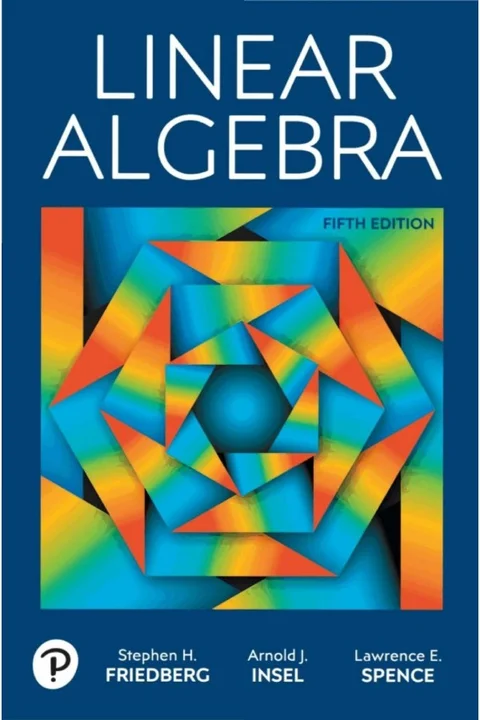 LINEAR
ALGEBRA
FIFTH EDITION
Stephen H. Arnold J. Lawrence E.
FRIEDBERG INSEL SPENCE
P